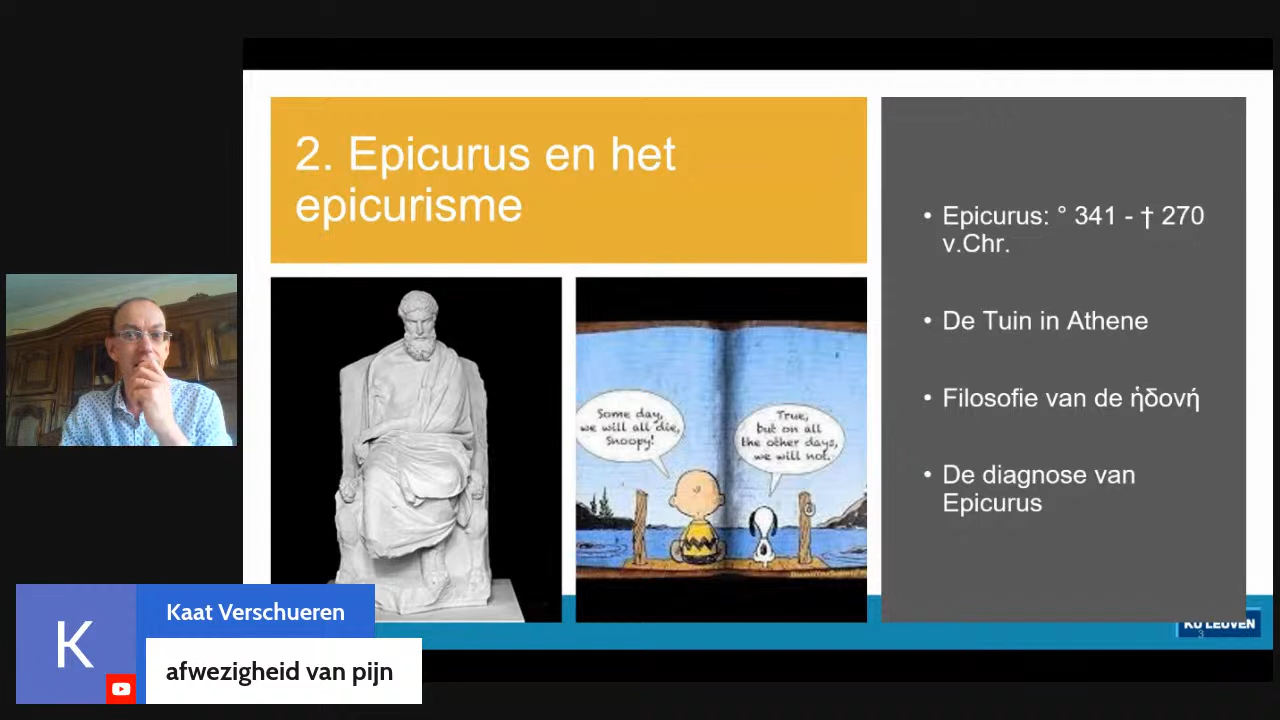 2. Epicurus en het
epicurisme
• Epicurus: ° 341 - † 270
v.Chr.
• De Tuin in Athene
• Filosofie van de ἡδονή
• De diagnose van
Epicurus
Some day,
we will all die,
Snoopy!
True,
but on all
the other days,
we will not.
KU LEUVEN
3
K
Kaat Verschueren
afwezigheid van pijn